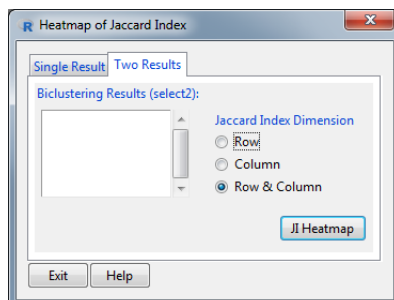 R Heatmap of Jaccard Index
X
Single Result Two Results
Biclustering Results (select2):
Jaccard Index Dimension
Row
Column
Row & Column
JI Heatmap
Exit Help